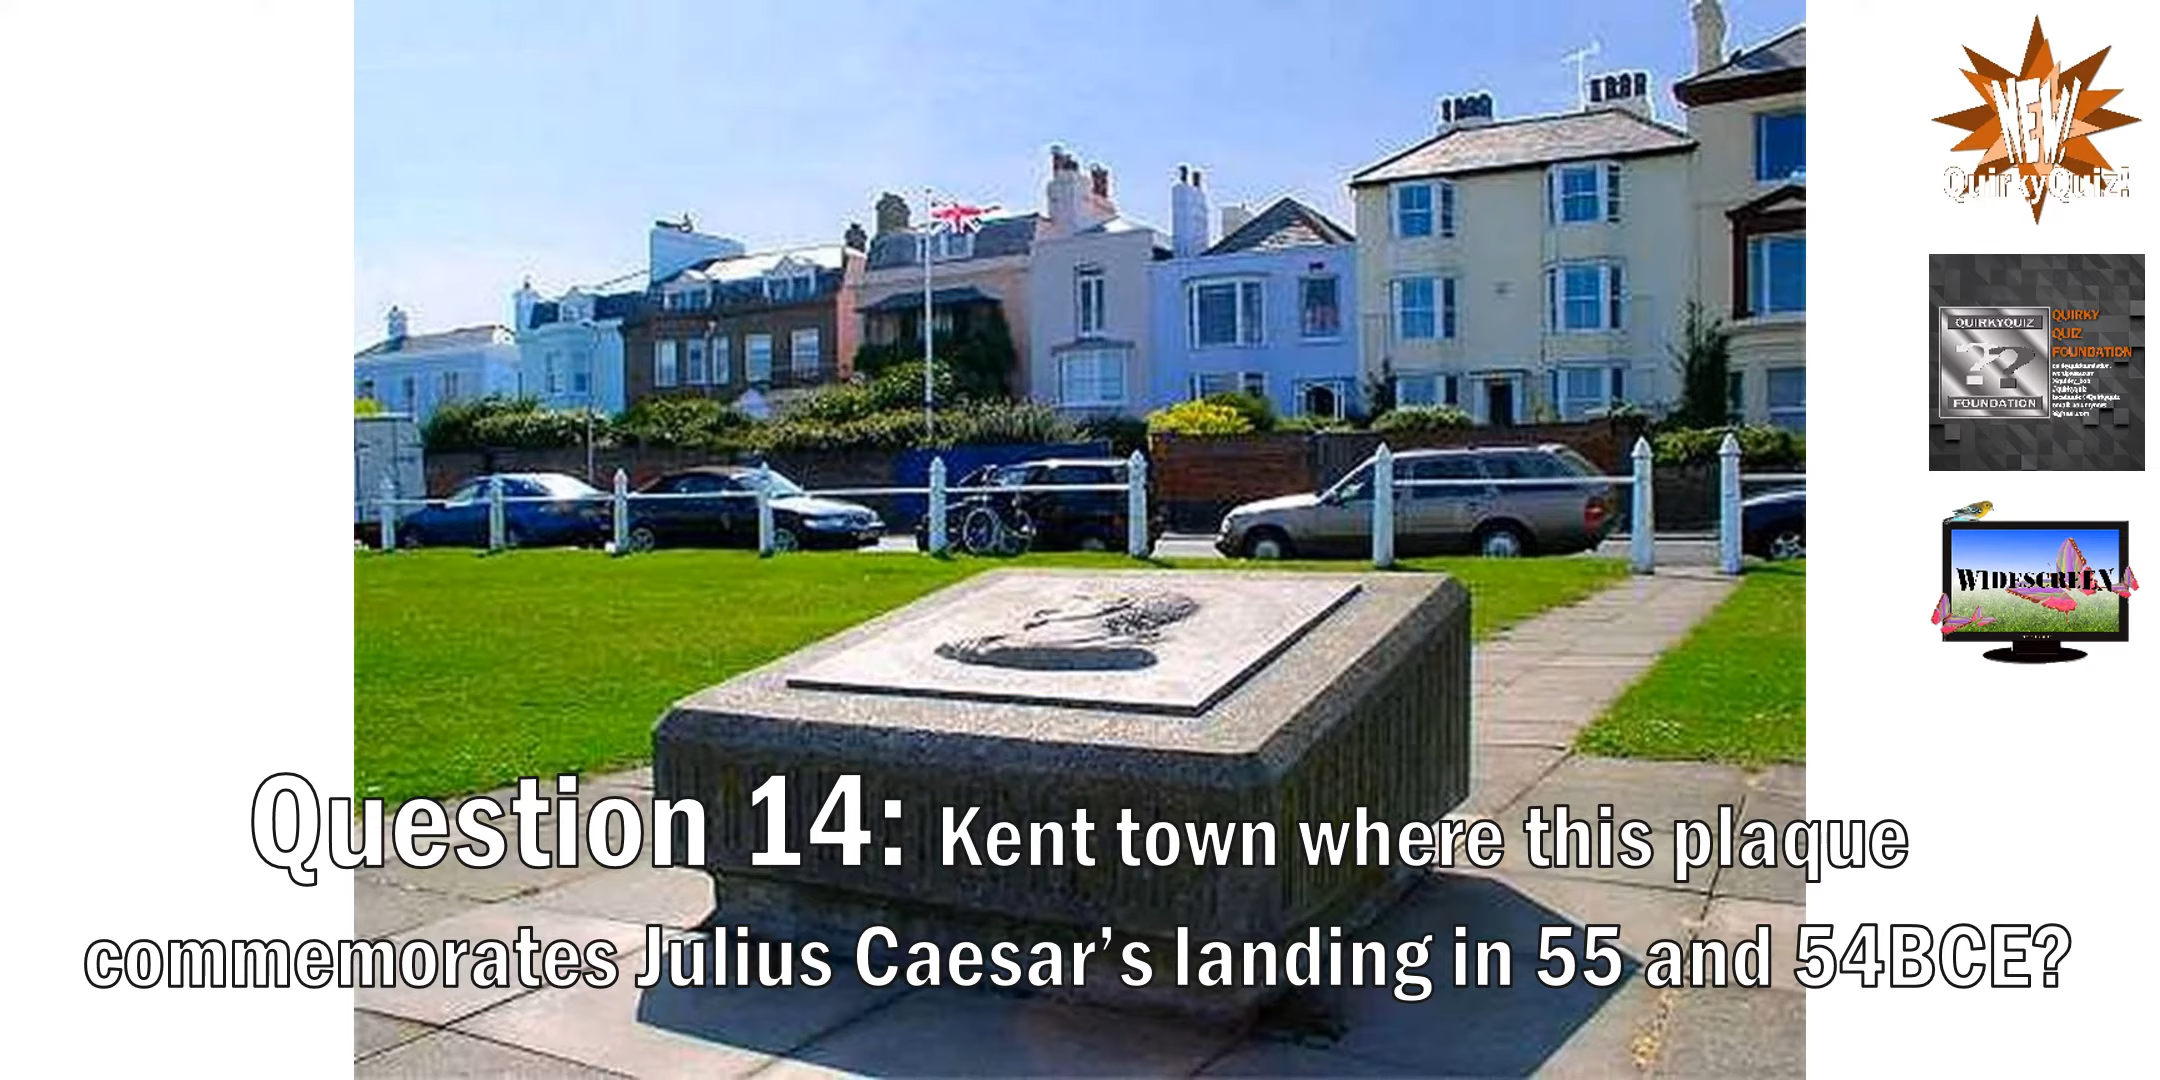 NEW!
QuirkyQuiz!
QUIRKYQUIZ
??
FOUNDATION
QUIRKY
QUIZ
FOUNDATION
WIDESCREEN
Question 14: Kent town where this plaque
commemorates Julius Caesar’s landing in 55 and 54BCE?